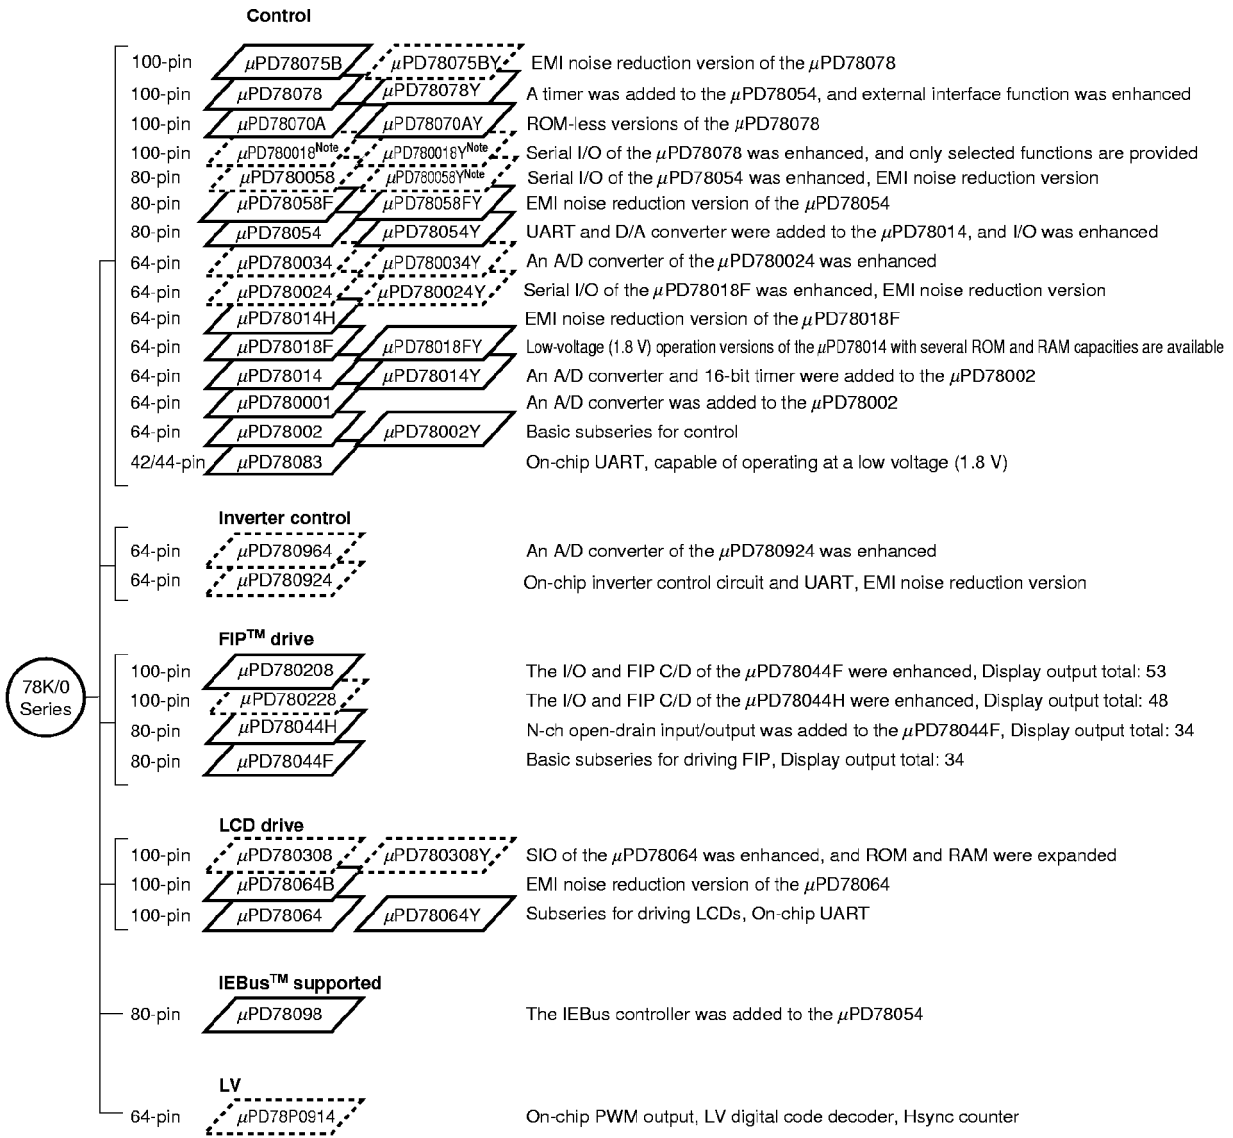 Control
100-pin μPD78075B μPD78075BY EMI noise reduction version of the μPD78078
100-pin μPD78078 μPD78078Y A timer was added to the μPD78054, and external interface function was enhanced
100-pin μPD78070A μPD78070AY ROM-less versions of the μPD78078
100-pin μPD780018Note μPD780018YNote Serial I/O of the μPD78078 was enhanced, and only selected functions are provided
80-pin μPD780058 μPD780058YNote Serial I/O of the μPD78054 was enhanced, EMI noise reduction version
80-pin μPD78058F μPD78058FY EMI noise reduction version of the μPD78054
80-pin μPD78054 μPD78054Y UART and D/A converter were added to the μPD78014, and I/O was enhanced
64-pin μPD780034 μPD780034Y An A/D converter of the μPD780024 was enhanced
64-pin μPD780024 μPD780024Y Serial I/O of the μPD78018F was enhanced, EMI noise reduction version
64-pin μPD78014H EMI noise reduction version of the μPD78018F
64-pin μPD78018F μPD78018FY Low-voltage (1.8 V) operation versions of the μPD78014 with several ROM and RAM capacities are available
64-pin μPD78014 μPD78014Y An A/D converter and 16-bit timer were added to the μPD78002
64-pin μPD780001 An A/D converter was added to the μPD78002
64-pin μPD78002 μPD78002Y Basic subseries for control
42/44-pin μPD78083 On-chip UART, capable of operating at a low voltage (1.8 V)
Inverter control
64-pin μPD780964 An A/D converter of the μPD780924 was enhanced
64-pin μPD780924 On-chip inverter control circuit and UART, EMI noise reduction version
FIP™ drive
78K/0
Series
100-pin μPD780208 The I/O and FIP C/D of the μPD78044F were enhanced, Display output total: 53
100-pin μPD780228 The I/O and FIP C/D of the μPD78044H were enhanced, Display output total: 48
80-pin μPD78044H N-ch open-drain input/output was added to the μPD78044F, Display output total: 34
80-pin μPD78044F Basic subseries for driving FIP, Display output total: 34
LCD drive
100-pin μPD780308 μPD780308Y SIO of the μPD78064 was enhanced, and ROM and RAM were expanded
100-pin μPD78064B EMI noise reduction version of the μPD78064
100-pin μPD78064 μPD78064Y Subseries for driving LCDs, On-chip UART
IEBus™ supported
80-pin μPD78098 The IEBus controller was added to the μPD78054
LV
64-pin μPD78P0914 On-chip PWM output, LV digital code decoder, Hsync counter